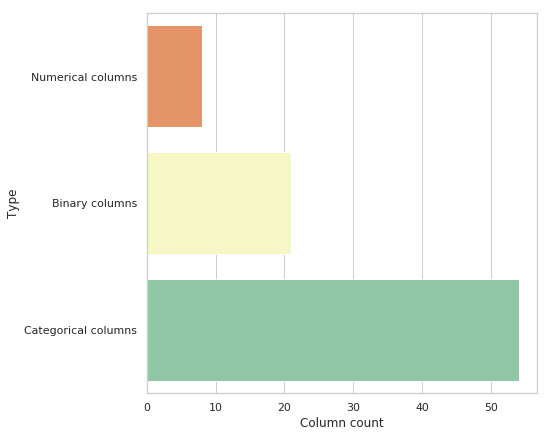 Numerical columns
Binary columns
Categorical columns
Type
0 10 20 30 40 50
Column count